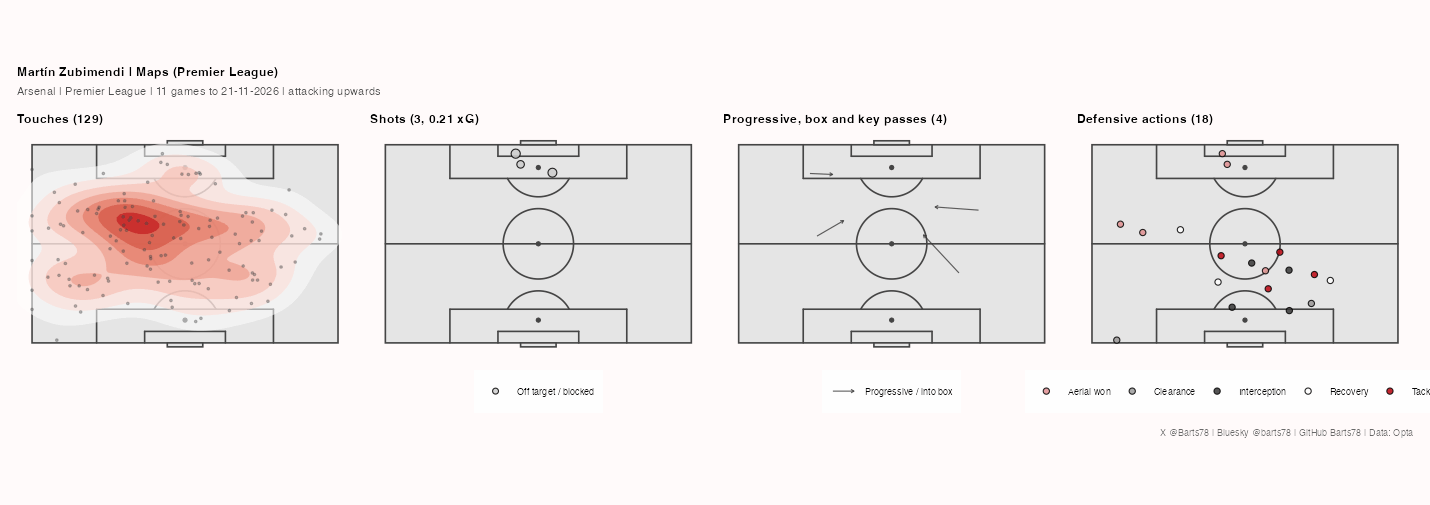 Martín Zubimendi | Maps (Premier League)
Arsenal | Premier League | 11 games to 21-11-2026 | attacking upwards
Touches (129)
Shots (3, 0.21 xG)
Progressive, box and key passes (4)
Defensive actions (18)
Off target / blocked
Progressive / into box
Aerial won
Clearance
Interception
Recovery
Tack
X @Barts78 | Bluesky @barts78 | GitHub Barts78 | Data: Opta